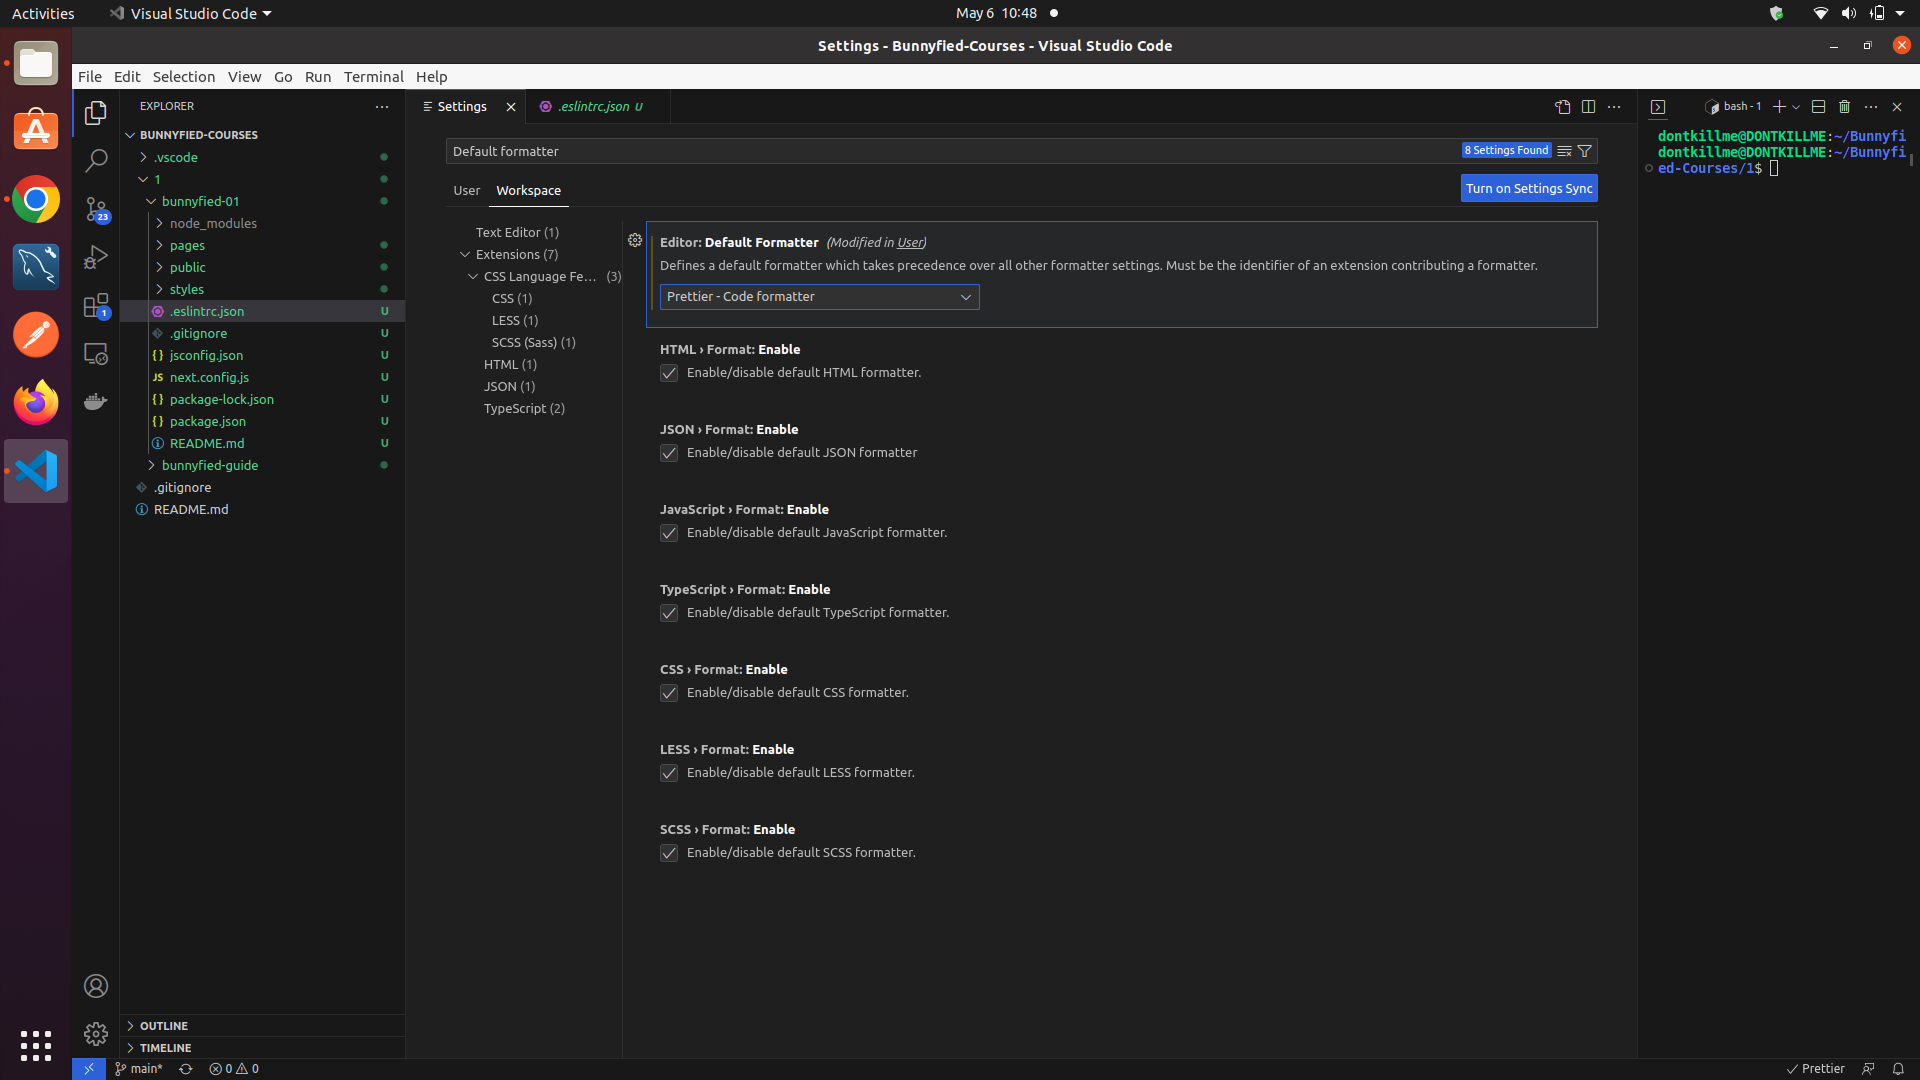 Activities
Visual Studio Code
May 6 10:48
Settings - Bunnyfied-Courses - Visual Studio Code
File Edit Selection View Go Run Terminal Help
EXPLORER
BUNNYFIED-COURSES
.vscode
1
bunnyfied-01
node_modules
pages
public
styles
.eslintrc.json U
.gitignore U
jsconfig.json U
JS next.config.js U
package-lock.json U
package.json U
README.md U
bunnyfied-guide
.gitignore
README.md
OUTLINE
TIMELINE
23
1
Settings
.eslintrc.json U
Default formatter
8 Settings Found
User Workspace
Turn on Settings Sync
Text Editor (1)
Extensions (7)
CSS Language Fe... (3)
CSS (1)
LESS (1)
SCSS (Sass) (1)
HTML (1)
JSON (1)
TypeScript (2)
Editor: Default Formatter (Modified in User)
Defines a default formatter which takes precedence over all other formatter settings. Must be the identifier of an extension contributing a formatter.
Prettier - Code formatter
HTML › Format: Enable
Enable/disable default HTML formatter.
JSON › Format: Enable
Enable/disable default JSON formatter
JavaScript › Format: Enable
Enable/disable default JavaScript formatter.
TypeScript › Format: Enable
Enable/disable default TypeScript formatter.
CSS › Format: Enable
Enable/disable default CSS formatter.
LESS › Format: Enable
Enable/disable default LESS formatter.
SCSS › Format: Enable
Enable/disable default SCSS formatter.
bash - 1
dontkillme@DONTKILLME:~/Bunnyfi
dontkillme@DONTKILLME:~/Bunnyfi
ed-Courses/1$
main*
0 0
Prettier